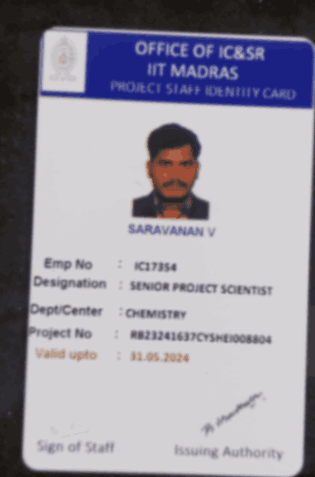 OFFICE OF IC&SR
IIT MADRAS
PROJECT STAFF IDENTITY CARD
SARAVANAN V
Emp No : IC17354
Designation : SENIOR PROJECT SCIENTIST
Dept/Center : CHEMISTRY
Project No : RB23241637CYSHEI008804
Valid upto : 31.05.2024
Sign of Staff Issuing Authority